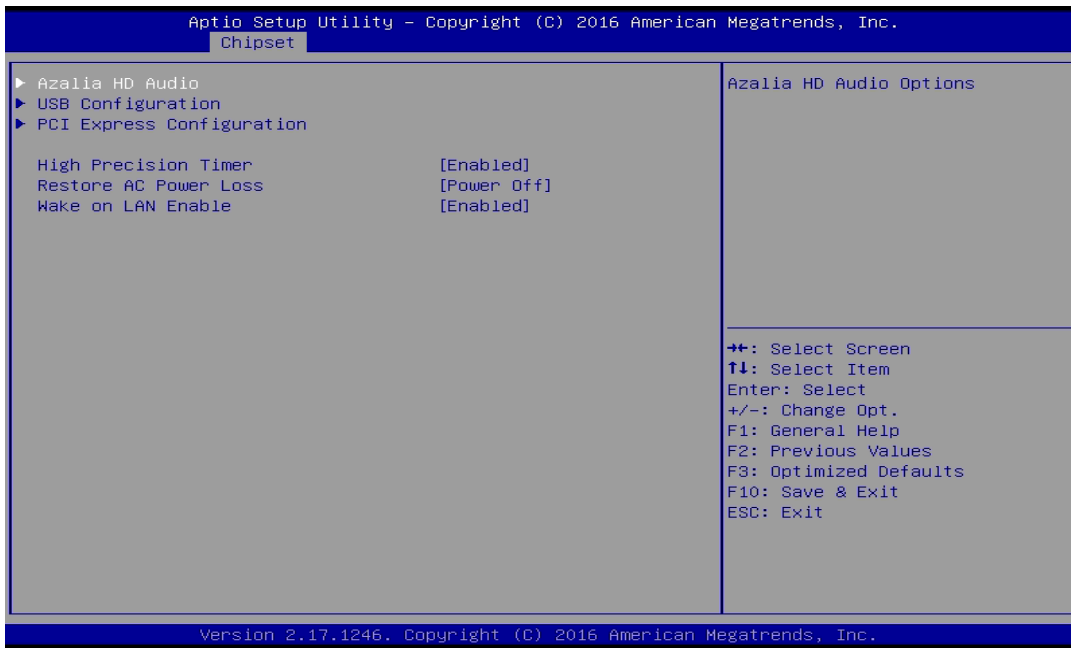 Aptio Setup Utility – Copyright (C) 2016 American Megatrends, Inc.
Chipset
▶ Azalia HD Audio
▶ USB Configuration
▶ PCI Express Configuration
High Precision Timer [Enabled]
Restore AC Power Loss [Power Off]
Wake on LAN Enable [Enabled]
Azalia HD Audio Options
→←: Select Screen
↑↓: Select Item
Enter: Select
+/-: Change Opt.
F1: General Help
F2: Previous Values
F3: Optimized Defaults
F10: Save & Exit
ESC: Exit
Version 2.17.1246. Copyright (C) 2016 American Megatrends, Inc.